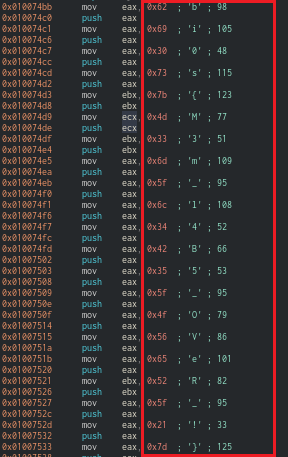 0x010074bb mov eax, 0x62 ; 'b' ; 98
0x010074c0 push eax
0x010074c1 mov eax, 0x69 ; 'i' ; 105
0x010074c6 push eax
0x010074c7 mov eax, 0x30 ; '0' ; 48
0x010074cc push eax
0x010074cd mov eax, 0x73 ; 's' ; 115
0x010074d2 push eax
0x010074d3 mov ebx, 0x7b ; '{' ; 123
0x010074d8 push ebx
0x010074d9 mov ecx, 0x4d ; 'M' ; 77
0x010074de push ecx
0x010074df mov ebx, 0x33 ; '3' ; 51
0x010074e4 push ebx
0x010074e5 mov eax, 0x6d ; 'm' ; 109
0x010074ea push eax
0x010074eb mov eax, 0x5f ; '_' ; 95
0x010074f0 push eax
0x010074f1 mov eax, 0x6c ; 'l' ; 108
0x010074f6 push eax
0x010074f7 mov eax, 0x34 ; '4' ; 52
0x010074fc push eax
0x010074fd mov eax, 0x42 ; 'B' ; 66
0x01007502 push eax
0x01007503 mov eax, 0x35 ; '5' ; 53
0x01007508 push eax
0x01007509 mov eax, 0x5f ; '_' ; 95
0x0100750e push eax
0x0100750f mov eax, 0x4f ; 'O' ; 79
0x01007514 push eax
0x01007515 mov eax, 0x56 ; 'V' ; 86
0x0100751a push eax
0x0100751b mov eax, 0x65 ; 'e' ; 101
0x01007520 push eax
0x01007521 mov ebx, 0x52 ; 'R' ; 82
0x01007526 push ebx
0x01007527 mov eax, 0x5f ; '_' ; 95
0x0100752c push eax
0x0100752d mov eax, 0x21 ; '!' ; 33
0x01007532 push eax
0x01007533 mov eax, 0x7d ; '}' ; 125